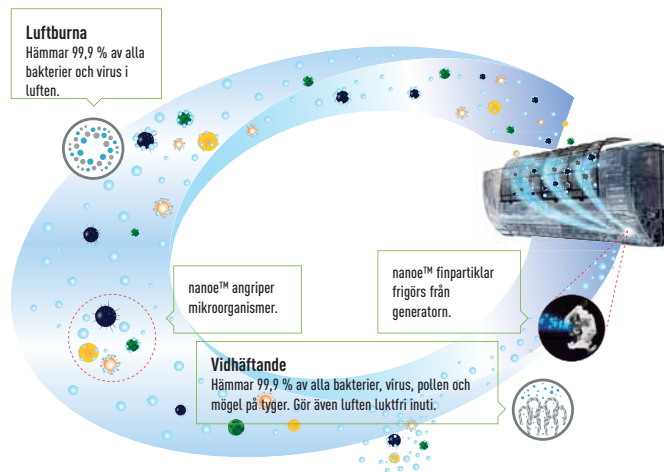 Luftburna
Hämmar 99,9 % av alla
bakterier och virus i
luften.
nanoe™ angriper
mikroorganismer.
nanoe™ finpartiklar
frigörs från
generatorn.
Vidhäftande
Hämmar 99,9 % av alla bakterier, virus, pollen och
mögel på tyger. Gör även luften luktfri inuti.